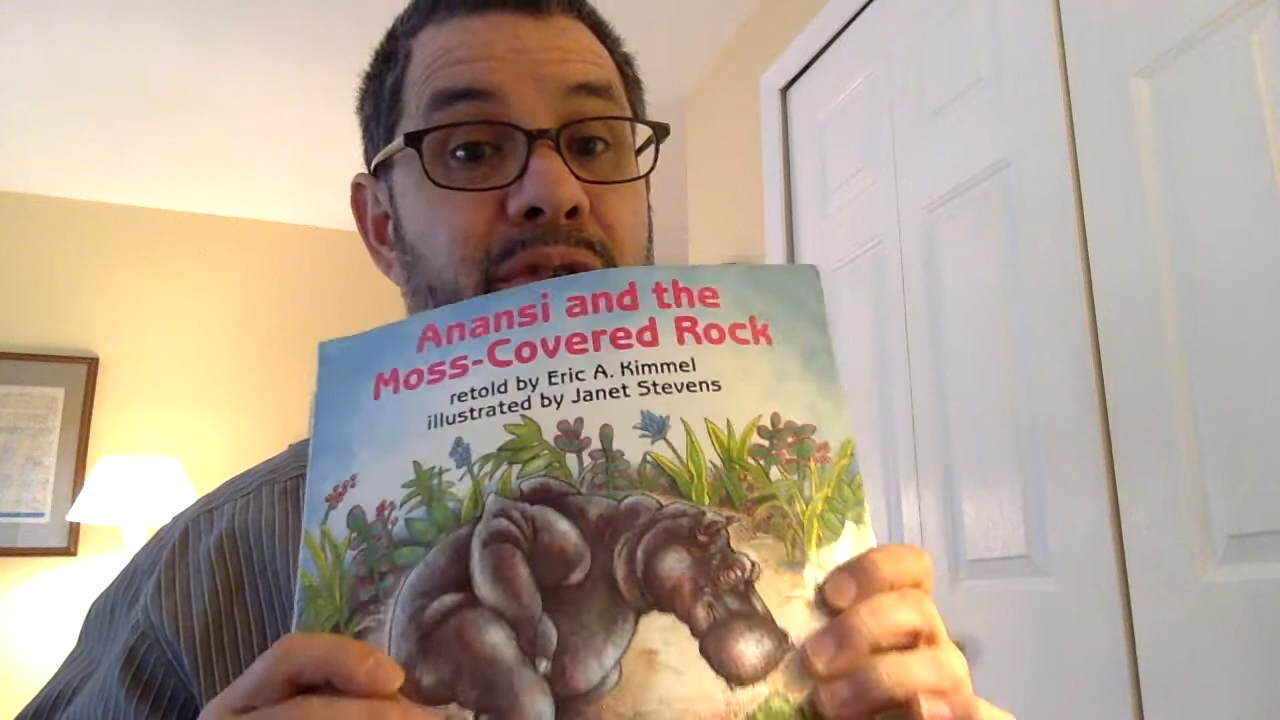 Anansi and the
Moss-Covered Rock
retold by Eric A. Kimmel
illustrated by Janet Stevens